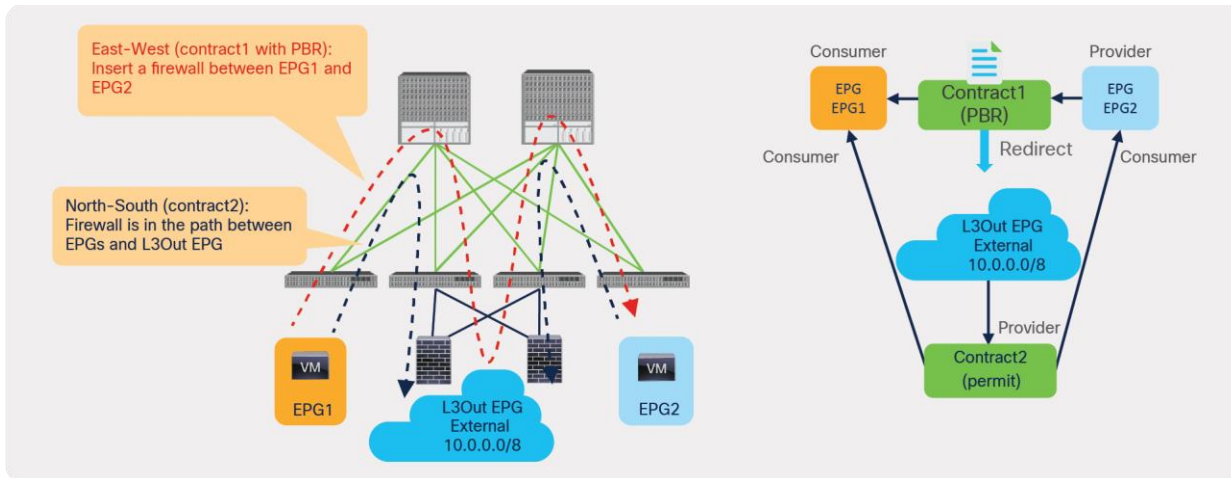 East-West (contract1 with PBR):
Insert a firewall between EPG1 and
EPG2
North-South (contract2):
Firewall is in the path between
EPGs and L3Out EPG
VM
EPG1
L3Out EPG
External
10.0.0.0/8
VM
EPG2
Consumer
Provider
EPG
EPG1
Contract1
(PBR)
EPG
EPG2
Redirect
Consumer
Consumer
L3Out EPG
External
10.0.0.0/8
Provider
Contract2
(permit)